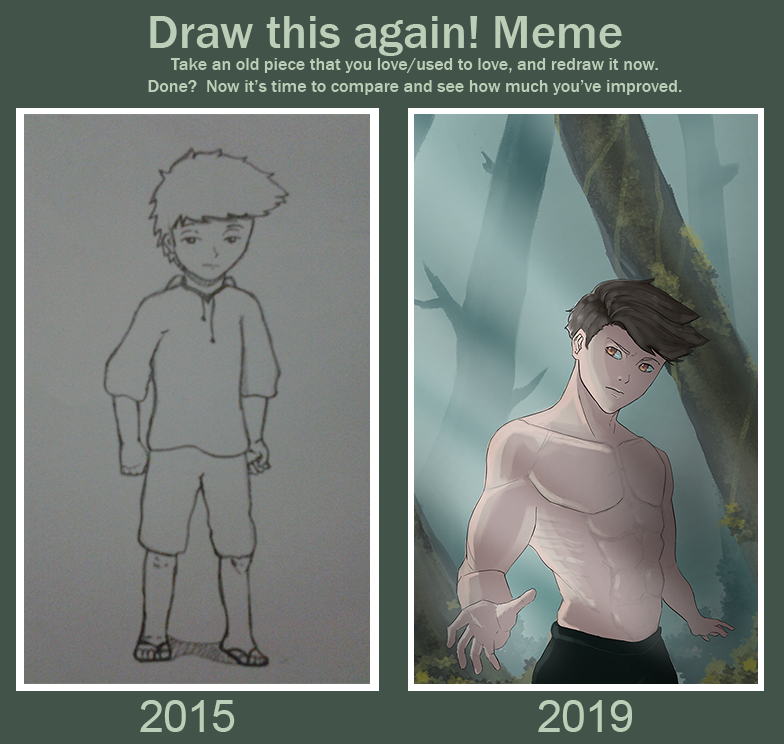 Draw this again! Meme
Take an old piece that you love/used to love, and redraw it now.
Done? Now it's time to compare and see how much you've improved.
2015
2019